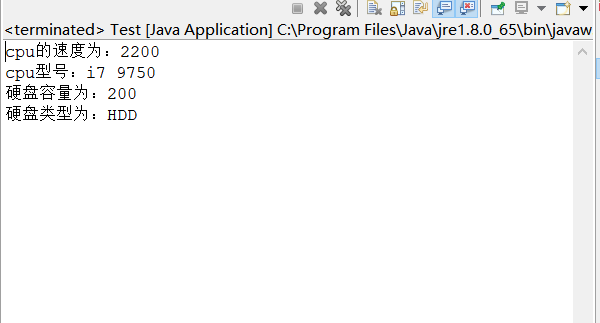 <terminated> Test [Java Application] C:\Program Files\Java\jre1.8.0_65\bin\javaw
cpu的速度为：2200
cpu型号：i7 9750
硬盘容量为：200
硬盘类型为：HDD